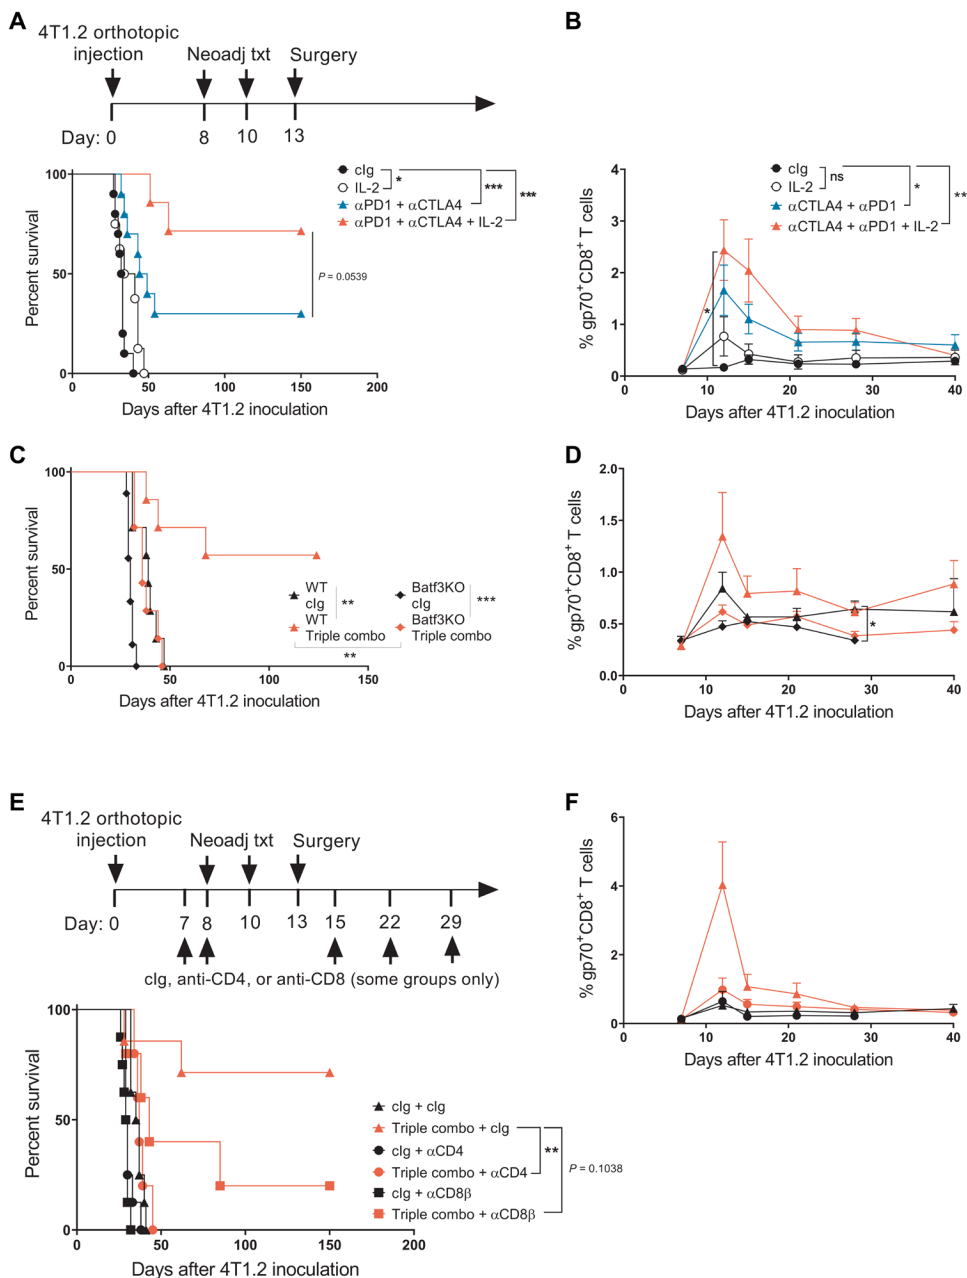 A
4T1.2 orthotopic
injection
Neoadj txt
Surgery
Day: 0
8
10
13
100
50
0
0
50
100
150
200
Percent survival
Days after 4T1.2 inoculation
cIg
IL-2
αPD1 + αCTLA4
αPD1 + αCTLA4 + IL-2
*
***
***
P = 0.0539
B
4
3
2
1
0
0
10
20
30
40
% gp70+CD8+ T cells
Days after 4T1.2 inoculation
cIg
IL-2
αCTLA4 + αPD1
αCTLA4 + αPD1 + IL-2
ns
*
**
*
C
100
50
0
0
50
100
150
Percent survival
Days after 4T1.2 inoculation
WT
cIg
WT
Triple combo
**
Batf3KO
cIg
Batf3KO
Triple combo
***
**
D
2.0
1.5
1.0
0.5
0.0
0
10
20
30
40
% gp70+CD8+ T cells
Days after 4T1.2 inoculation
*
E
4T1.2 orthotopic
injection
Neoadj txt
Surgery
Day: 0
7
8
10
13
15
22
29
cIg, anti-CD4, or anti-CD8 (some groups only)
100
50
0
0
50
100
150
200
Percent survival
Days after 4T1.2 inoculation
cIg + cIg
Triple combo + cIg
cIg + αCD4
Triple combo + αCD4
cIg + αCD8β
Triple combo + αCD8β
**
P = 0.1038
F
6
4
2
0
0
10
20
30
40
% gp70+CD8+ T cells
Days after 4T1.2 inoculation